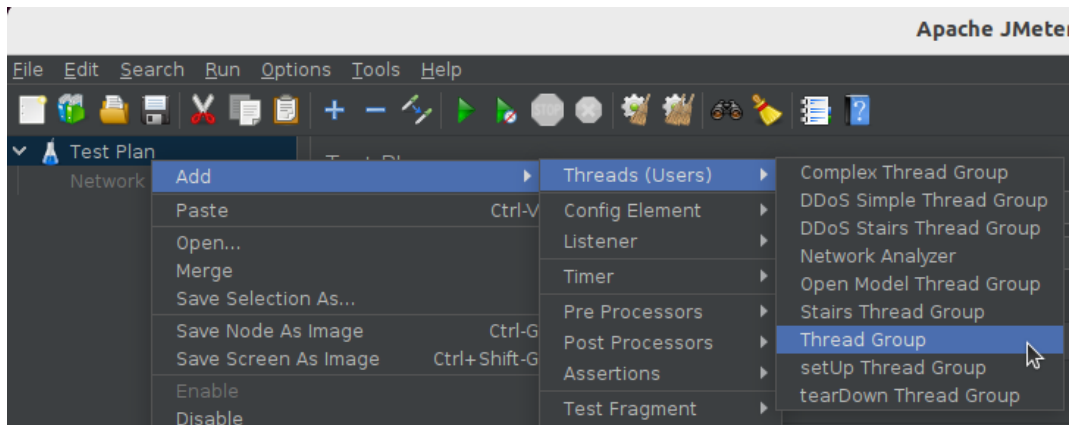 Apache JMeter
File Edit Search Run Options Tools Help
STOP
Test Plan
Network
Add
Paste Ctrl-V
Open...
Merge
Save Selection As...
Save Node As Image Ctrl-G
Save Screen As Image Ctrl+Shift-G
Enable
Disable
Threads (Users)
Config Element
Listener
Timer
Pre Processors
Post Processors
Assertions
Test Fragment
Complex Thread Group
DDoS Simple Thread Group
DDoS Stairs Thread Group
Network Analyzer
Open Model Thread Group
Stairs Thread Group
Thread Group
setUp Thread Group
tearDown Thread Group